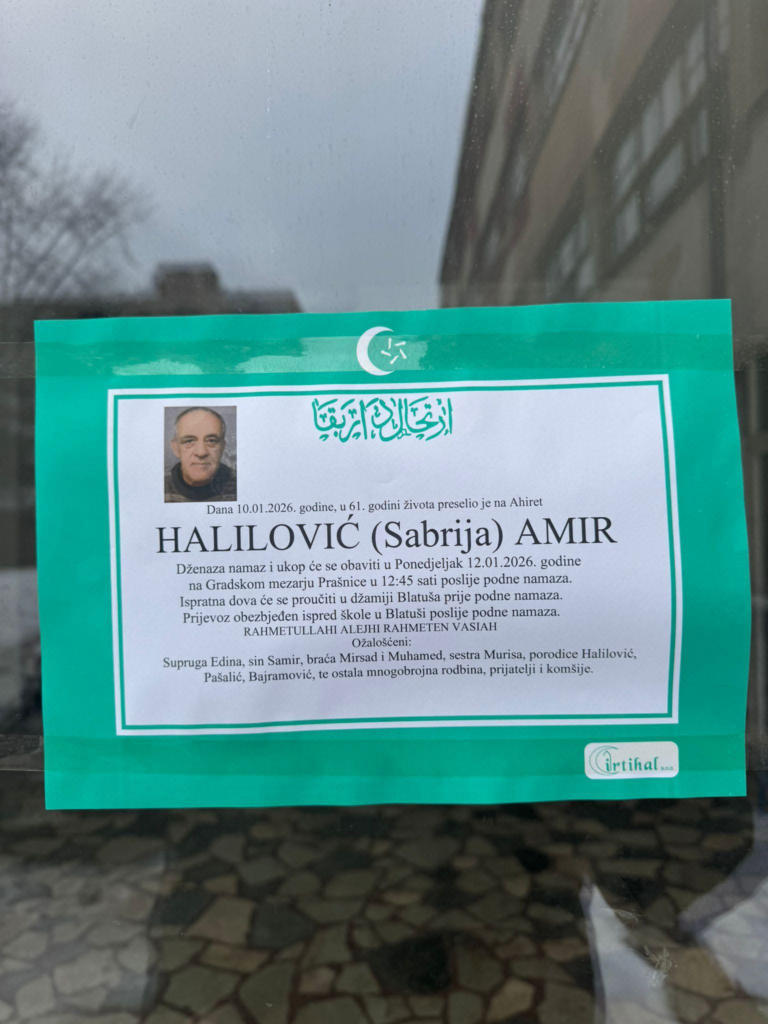 إرتحال دار بقا
Dana 10.01.2026. godine, u 61. godini života preselio je na Ahiret
HALILOVIĆ (Sabrija) AMIR
Dženaza namaz i ukop će se obaviti u Ponedjeljak 12.01.2026. godine
na Gradskom mezarju Prašnice u 12:45 sati poslije podne namaza.
Ispratna dova će se proučiti u džamiji Blatuša prije podne namaza.
Prijevoz obezbjeđen ispred škole u Blatuši poslije podne namaza.
RAHMETULLAHI ALEJHI RAHMETEN VASIAH
Ožalošćeni:
Supruga Edina, sin Samir, braća Mirsad i Muhamed, sestra Murisa, porodice Halilović,
Pašalić, Bajramović, te ostala mnogobrojna rodbina, prijatelji i komšije.
irtihal d.o.o